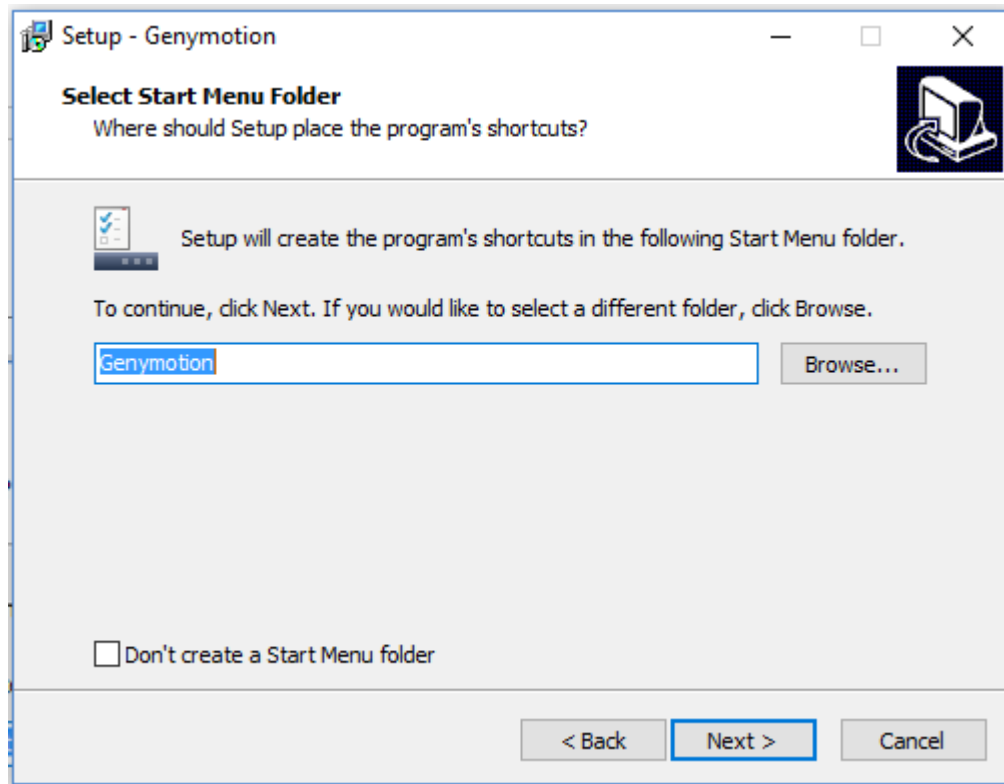 Setup - Genymotion
Select Start Menu Folder
Where should Setup place the program's shortcuts?
Setup will create the program's shortcuts in the following Start Menu folder.
To continue, click Next. If you would like to select a different folder, click Browse.
Genymotion
Browse...
Don't create a Start Menu folder
< Back
Next >
Cancel